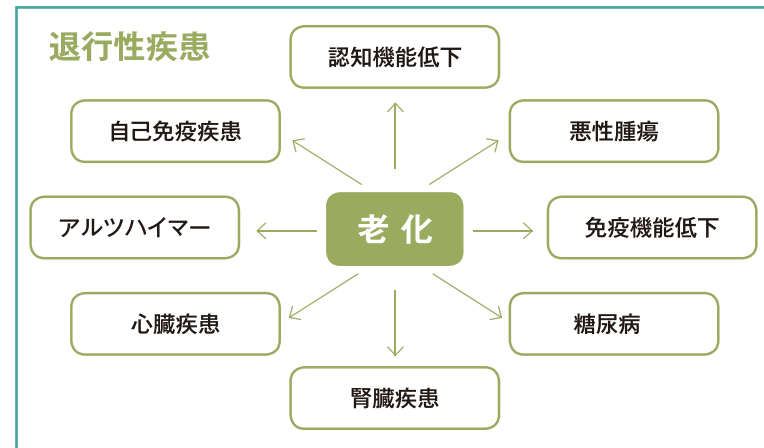 退行性疾患
認知機能低下
自己免疫疾患
悪性腫瘍
アルツハイマー
老化
免疫機能低下
心臓疾患
糖尿病
腎臓疾患